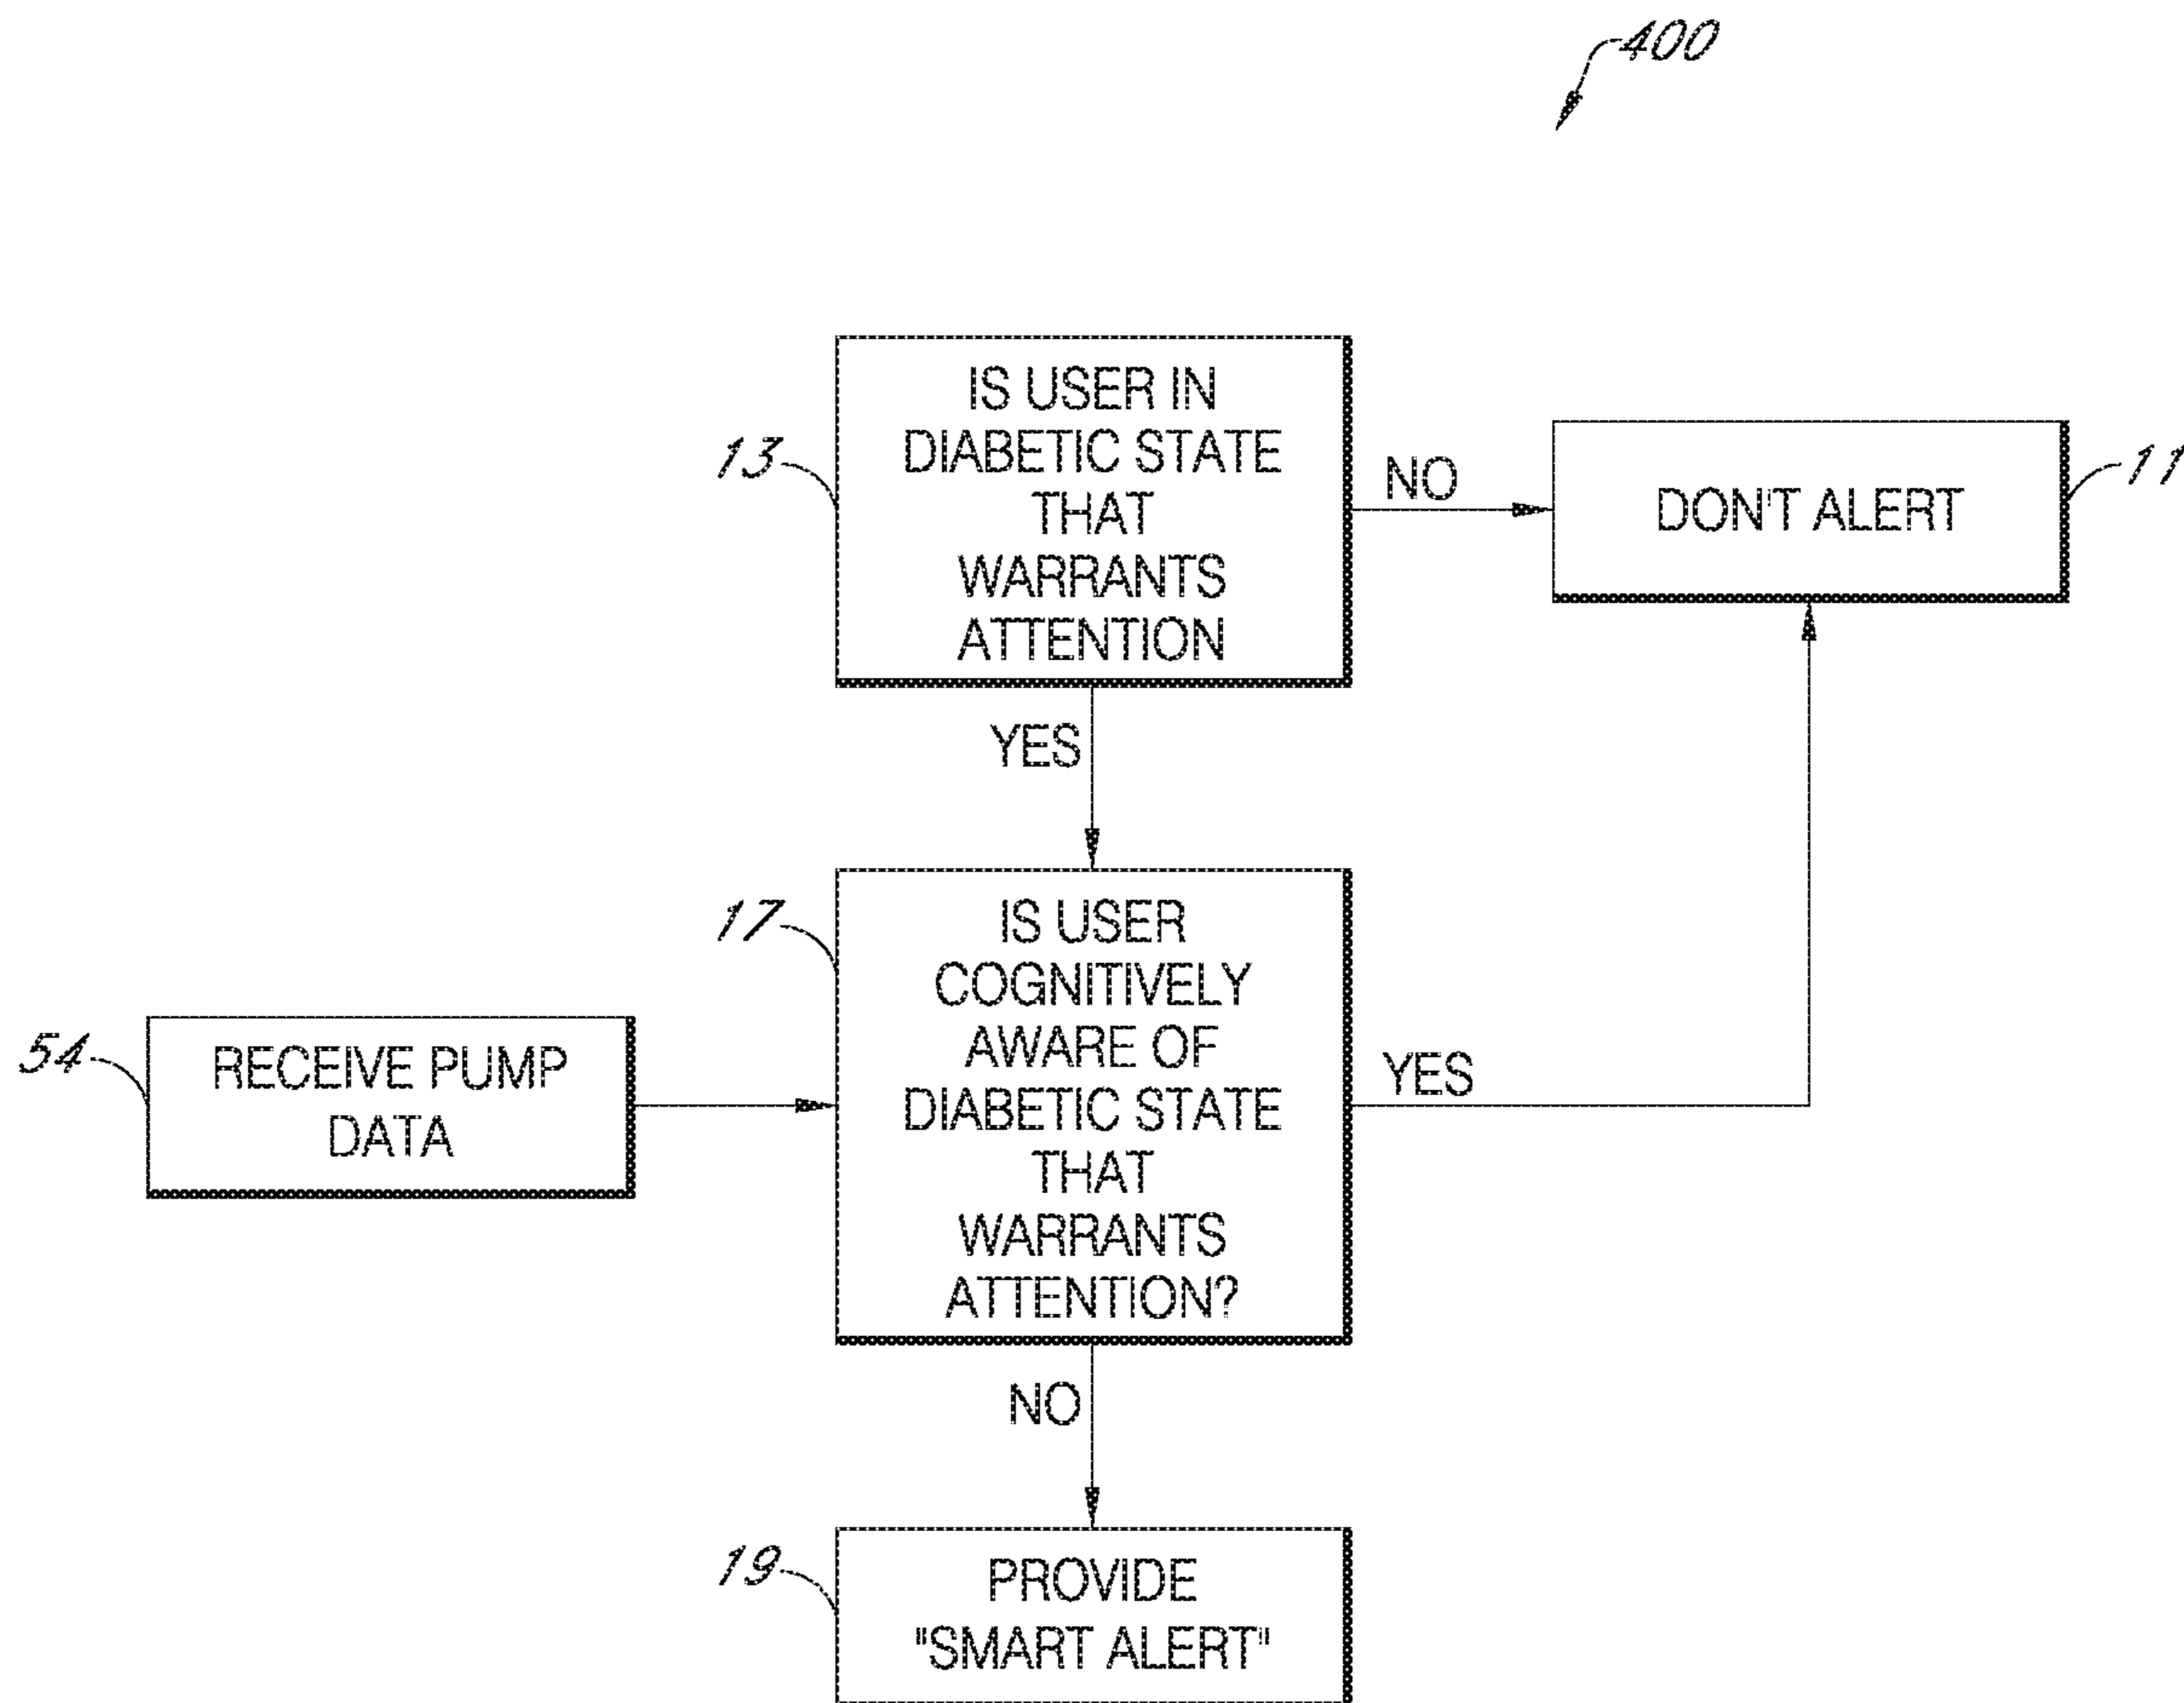 400
IS USER IN
DIABETIC STATE
THAT
WARRANTS
ATTENTION
13
NO
DON'T ALERT
11
YES
IS USER
COGNITIVELY
AWARE OF
DIABETIC STATE
THAT
WARRANTS
ATTENTION?
17
54
RECEIVE PUMP
DATA
YES
NO
19
PROVIDE
"SMART ALERT"